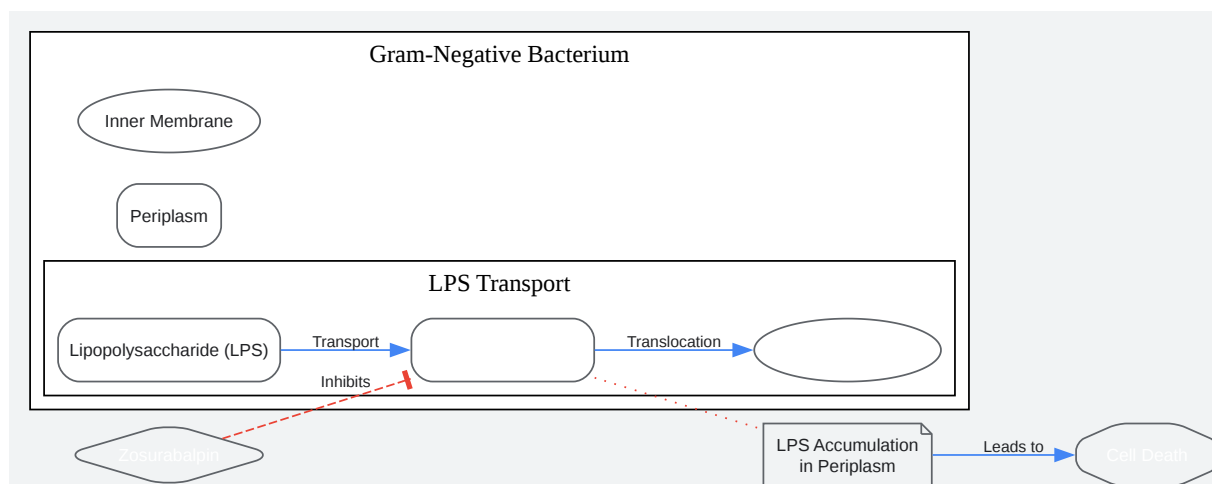 Gram-Negative Bacterium
Inner Membrane
Periplasm
LPS Transport
Lipopolysaccharide (LPS)
Transport
Translocation
Inhibits
Zosurabalpin
LPS Accumulation
in Periplasm
Leads to
Cell Death